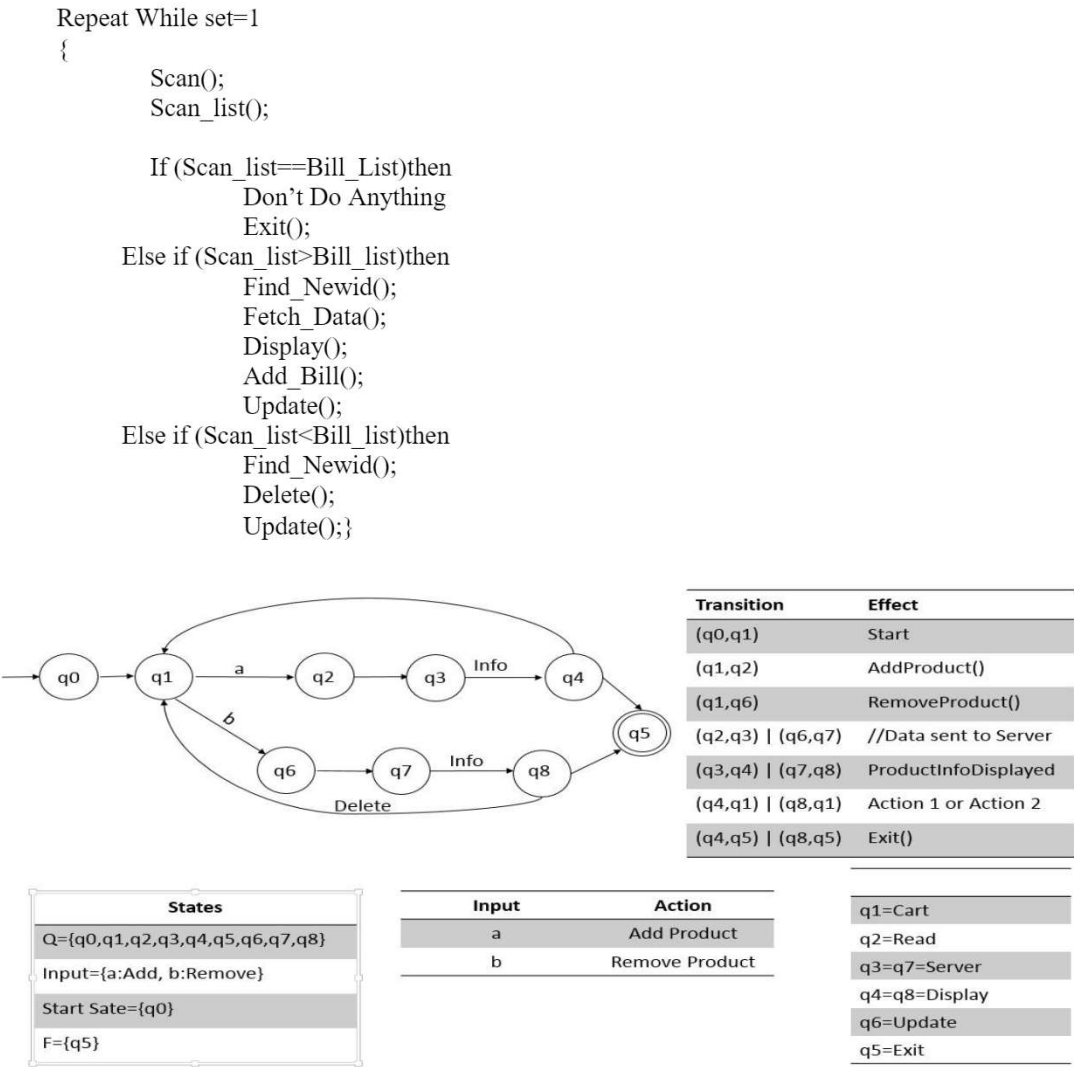 Repeat While set=1
{
Scan();
Scan_list();
If (Scan_list==Bill_List)then
Don't Do Anything
Exit();
Else if (Scan_list>Bill_list)then
Find_Newid();
Fetch_Data();
Display();
Add_Bill();
Update();
Else if (Scan_list<Bill_list)then
Find_Newid();
Delete();
Update();}
q0
q1
a
q2
q3
Info
q4
q5
b
q6
q7
Info
q8
Delete
Transition Effect
(q0,q1) Start
(q1,q2) AddProduct()
(q1,q6) RemoveProduct()
(q2,q3) | (q6,q7) //Data sent to Server
(q3,q4) | (q7,q8) ProductInfoDisplayed
(q4,q1) | (q8,q1) Action 1 or Action 2
(q4,q5) | (q8,q5) Exit()
States
Q={q0,q1,q2,q3,q4,q5,q6,q7,q8}
Input={a:Add, b:Remove}
Start Sate={q0}
F={q5}
Input Action
a Add Product
b Remove Product
q1=Cart
q2=Read
q3=q7=Server
q4=q8=Display
q6=Update
q5=Exit